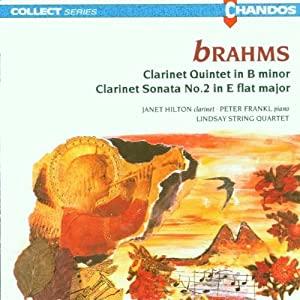 COLLECT SERIES CHANDOS
BRAHMS
Clarinet Quintet in B minor
Clarinet Sonata No.2 in E flat major
JANET HILTON clarinet · PETER FRANKL piano
LINDSAY STRING QUARTET